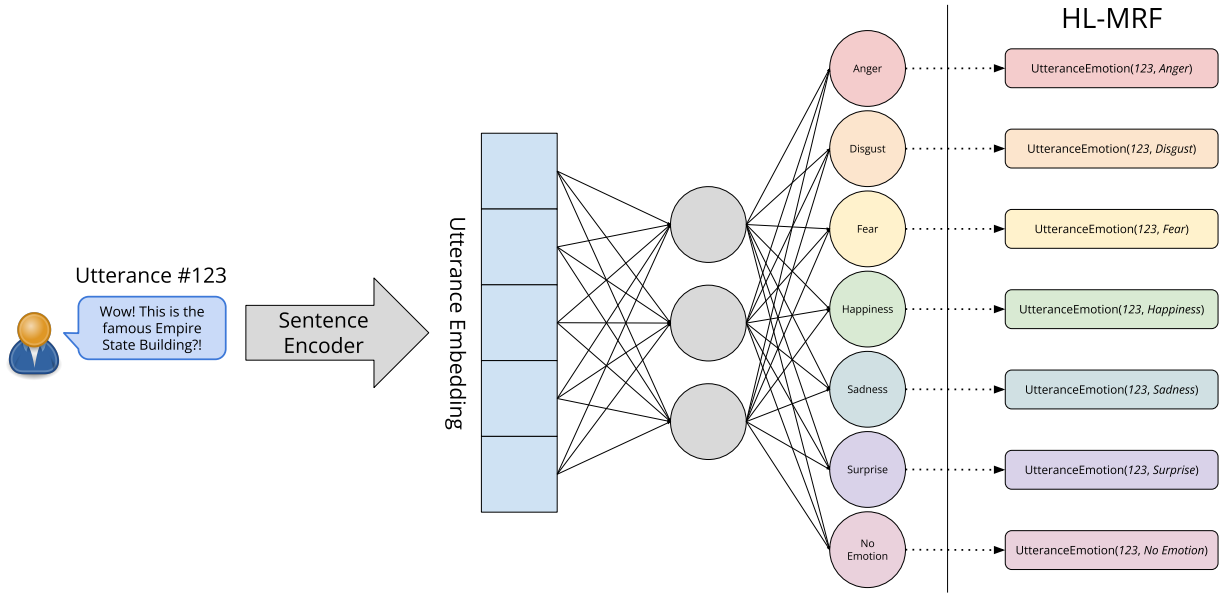 HL-MRF
Utterance #123
Wow! This is the
famous Empire
State Building?!
Sentence
Encoder
Utterance Embedding
Anger
Disgust
Fear
Happiness
Sadness
Surprise
No
Emotion
UtteranceEmotion(123, Anger)
UtteranceEmotion(123, Disgust)
UtteranceEmotion(123, Fear)
UtteranceEmotion(123, Happiness)
UtteranceEmotion(123, Sadness)
UtteranceEmotion(123, Surprise)
UtteranceEmotion(123, No Emotion)